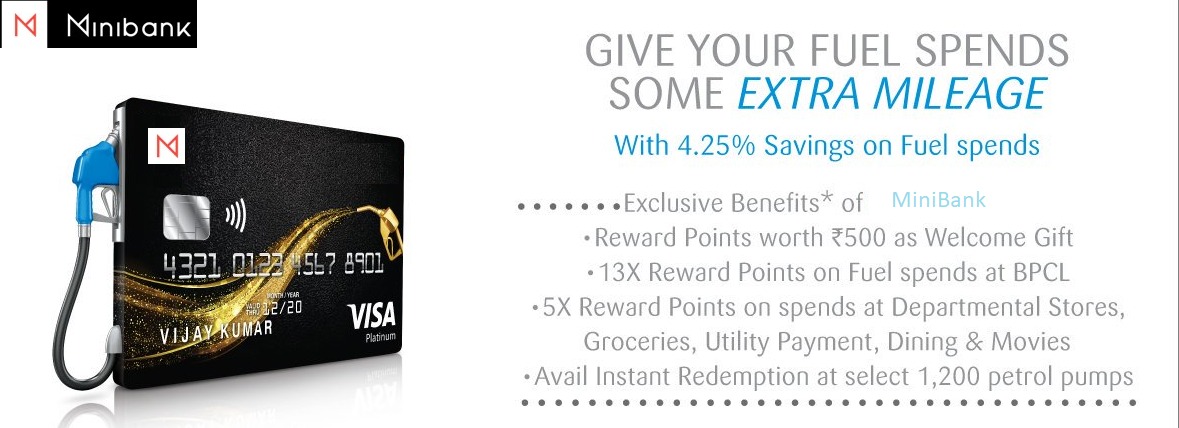 Minibank
GIVE YOUR FUEL SPENDS
SOME EXTRA MILEAGE
With 4.25% Savings on Fuel spends
.......Exclusive Benefits* of MiniBank
•Reward Points worth ₹500 as Welcome Gift
•13X Reward Points on Fuel spends at BPCL
•5X Reward Points on spends at Departmental Stores,
Groceries, Utility Payment, Dining & Movies
•Avail Instant Redemption at select 1,200 petrol pumps
4321 0123 4567 8901
MONTH/YEAR
VALID THRU 12/20
VIJAY KUMAR
VISA
Platinum